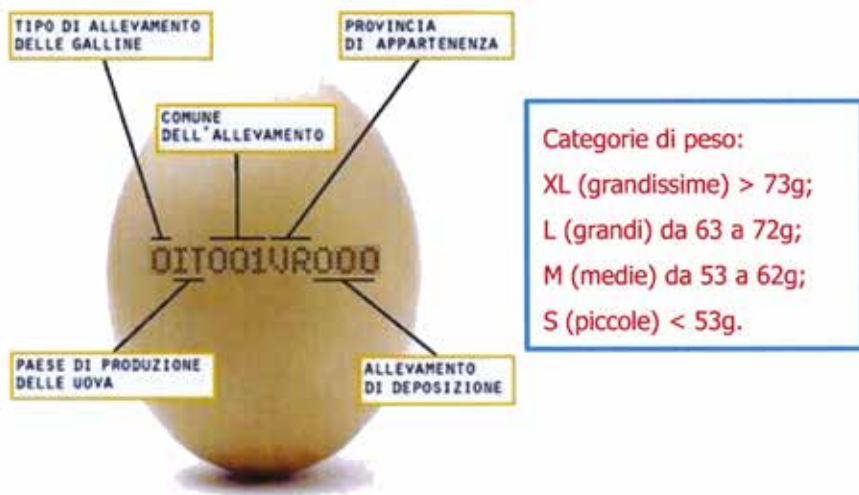 TIPO DI ALLEVAMENTO
DELLE GALLINE
PROVINCIA
DI APPARTENENZA
COMUNE
DELL'ALLEVAMENTO
0IT001VR000
PAESE DI PRODUZIONE
DELLE UOVA
ALLEVAMENTO
DI DEPOSIZIONE
Categorie di peso:
XL (grandissime) > 73g;
L (grandi) da 63 a 72g;
M (medie) da 53 a 62g;
S (piccole) < 53g.